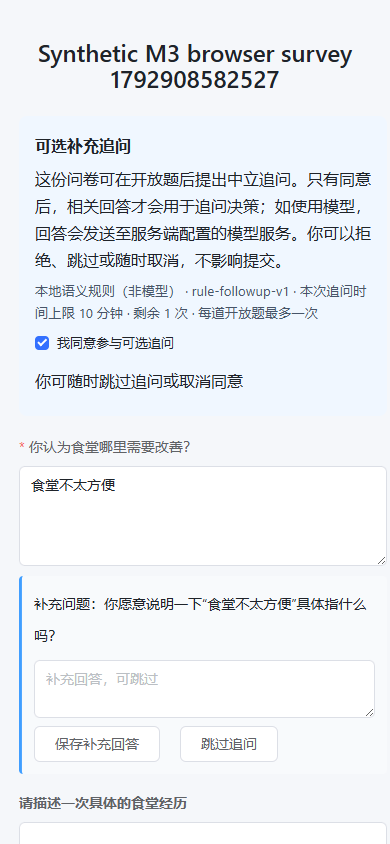 Synthetic M3 browser survey
1792908582527
可选补充追问
这份问卷可在开放题后提出中立追问。只有同意
后，相关回答才会用于追问决策；如使用模型，
回答会发送至服务端配置的模型服务。你可以拒
绝、跳过或随时取消，不影响提交。
本地语义规则（非模型） · rule-followup-v1 · 本次追问时
间上限 10 分钟 · 剩余 1 次 · 每道开放题最多一次
我同意参与可选追问
你可随时跳过追问或取消同意
* 你认为食堂哪里需要改善?
食堂不太方便
补充问题：你愿意说明一下“食堂不太方便”具体指什么
吗?
补充回答，可跳过
保存补充回答 跳过追问
请描述一次具体的食堂经历